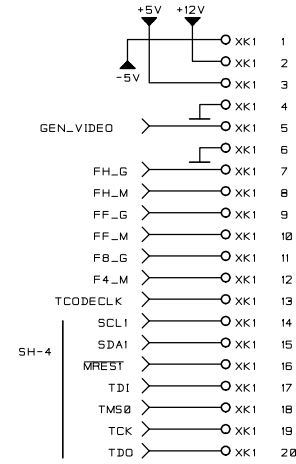 +5V +12V
-5V
XK1 1
XK1 2
XK1 3
XK1 4
GEN_VIDEO XK1 5
XK1 6
FH_G XK1 7
FH_M XK1 8
FF_G XK1 9
FF_M XK1 10
F8_G XK1 11
F4_M XK1 12
TCODECLK XK1 13
SCL1 XK1 14
SDA1 XK1 15
SH-4
MREST XK1 16
TDI XK1 17
TMS0 XK1 18
TCK XK1 19
TDO XK1 20